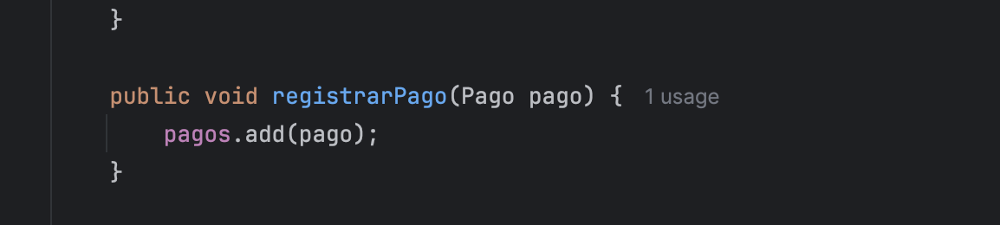 }
public void registrarPago(Pago pago) { 1 usage
pagos.add(pago);
}